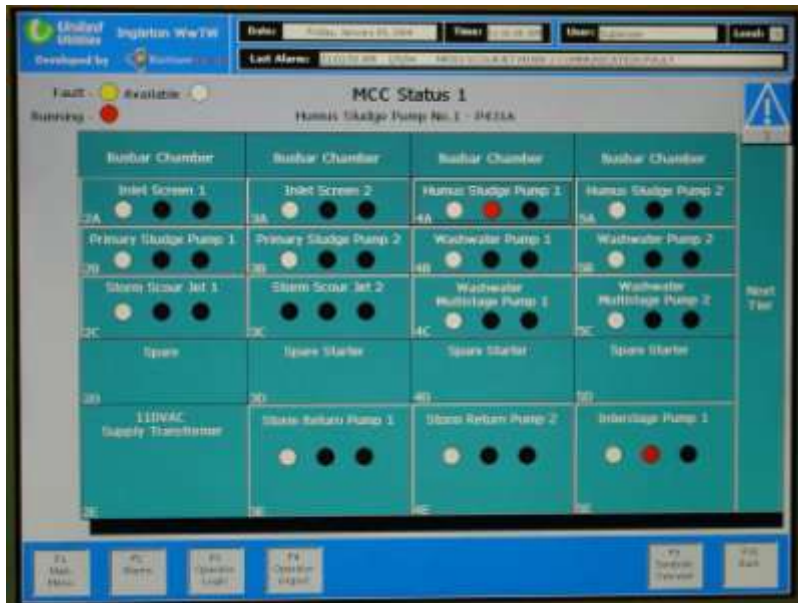 United
Utilities
Ingleton WwTW
Date:
Friday, January 09, 2004
Time:
User:
Supervisor
Level:
Developed by
Last Alarm:
Fault - Available -
Running -
MCC Status 1
Humus Sludge Pump No.1 - P431A
Busbar Chamber Busbar Chamber Busbar Chamber Busbar Chamber
Inlet Screen 1 Inlet Screen 2 Humus Sludge Pump 1 Humus Sludge Pump 2
2A 3A 4A 5A
Primary Sludge Pump 1 Primary Sludge Pump 2 Washwater Pump 1 Washwater Pump 2
2B 3B 4B 5B
Storm Scour Jet 1 Storm Scour Jet 2 Washwater Multistage Pump 1 Washwater Multistage Pump 2
2C 3C 4C 5C
Next
Tier
Spare Spare Starter Spare Starter Spare Starter
2D 3D 4D 5D
110VAC
Supply Transformer
Storm Return Pump 1 Storm Return Pump 2 Interstage Pump 1
2E 3E 4E 5E
F1
Main
Menu
F2
Alarms
F3
Operator
Login
F4
Operator
Logout
F9
F10
Back